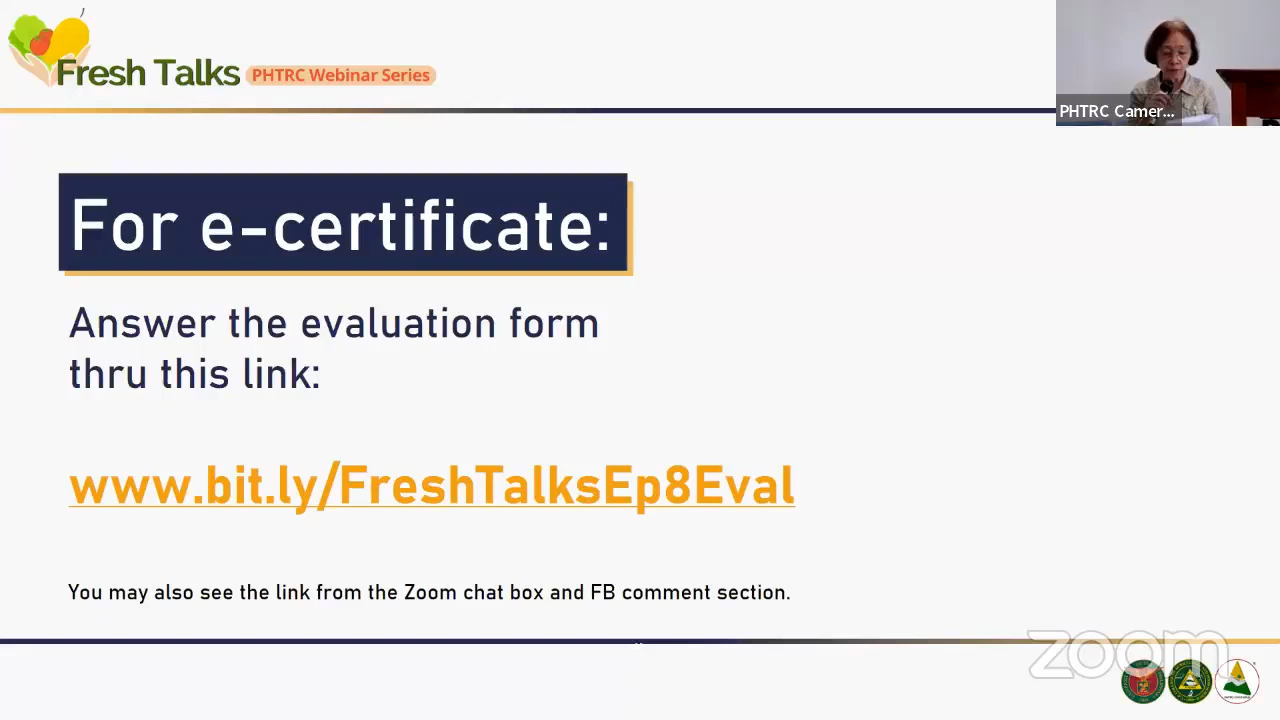 Fresh Talks PHTRC Webinar Series
PHTRC Camer...
For e-certificate:
Answer the evaluation form
thru this link:
www.bit.ly/FreshTalksEp8Eval
You may also see the link from the Zoom chat box and FB comment section.
zoom